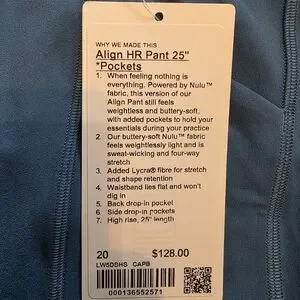 WHY WE MADE THIS
Align HR Pant 25"
*Pockets
1. When feeling nothing is
everything. Powered by Nulu™
fabric, this version of our
Align Pant still feels
weightless and buttery-soft,
with added pockets to hold your
essentials during your practice
2. Our buttery-soft Nulu™ fabric
feels weightlessly light and is
sweat-wicking and four-way
stretch
3. Added Lycra® fibre for stretch
and shape retention
4. Waistband lies flat and won't
dig in
5. Back drop-in pocket
6. Side drop-in pockets
7. High rise, 25" length
20 $128.00
LW5DSHS CAPB
000136552571